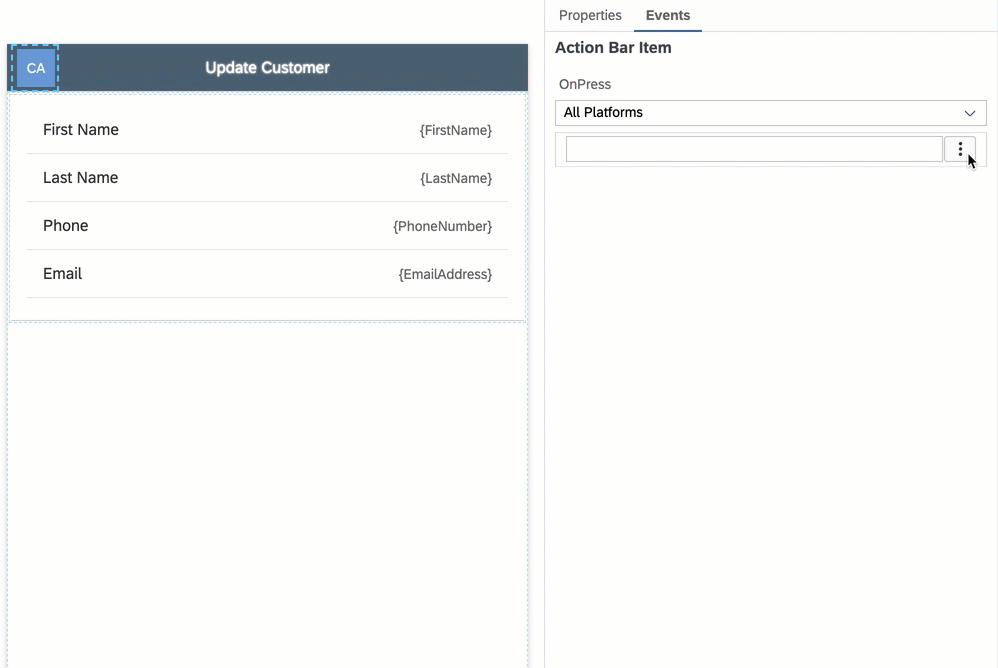 CA
Update Customer
First Name {FirstName}
Last Name {LastName}
Phone {PhoneNumber}
Email {EmailAddress}
Properties Events
Action Bar Item
OnPress
All Platforms